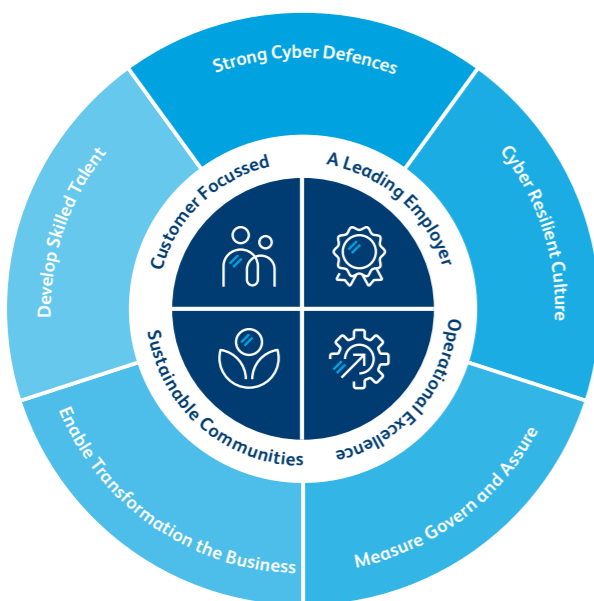 Strong Cyber Defences
Cyber Resilient Culture
Measure Govern and Assure
Enable Transformation the Business
Develop Skilled Talent
Customer Focussed
A Leading Employer
Operational Excellence
Sustainable Communities